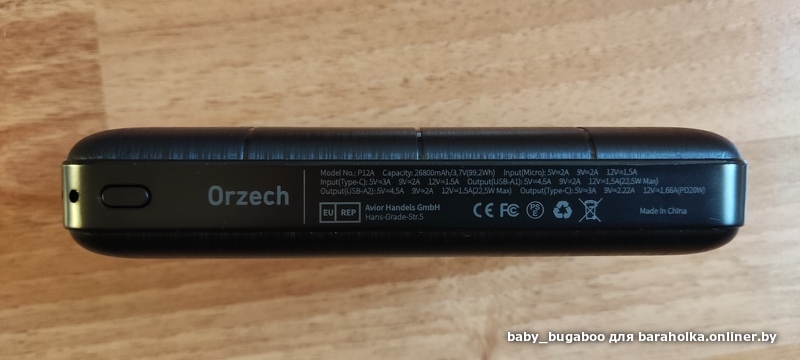 Orzech
Model No.: P12A Capacity: 26800mAh/3,7V(99,2Wh) Input(Micro): 5V=2A 9V=2A 12V=1.5A
Input(Type-C): 5V=3A 9V=2A 12V=1.5A Output(USB-A1): 5V=4,5A 9V=2A 12V=1.5A(22,5W Max)
Output(USB-A2): 5V=4,5A 9V=2A 12V=1.5A(22,5W Max) Output(Type-C): 5V=3A 9V=2.22A 12V=1.66A(PD20W)
EU REP
Avior Handels GmbH
Hans-Grade-Str.5
CE FC PSE
Made in China
baby_bugaboo для baraholka.onliner.by